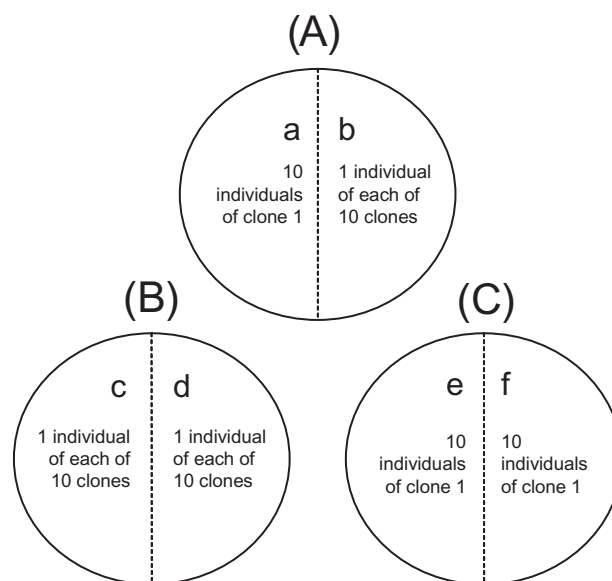 (A)
a
10
individuals
of clone 1
b
1 individual
of each of
10 clones
(B)
c
1 individual
of each of
10 clones
d
1 individual
of each of
10 clones
(C)
e
10
individuals
of clone 1
f
10
individuals
of clone 1